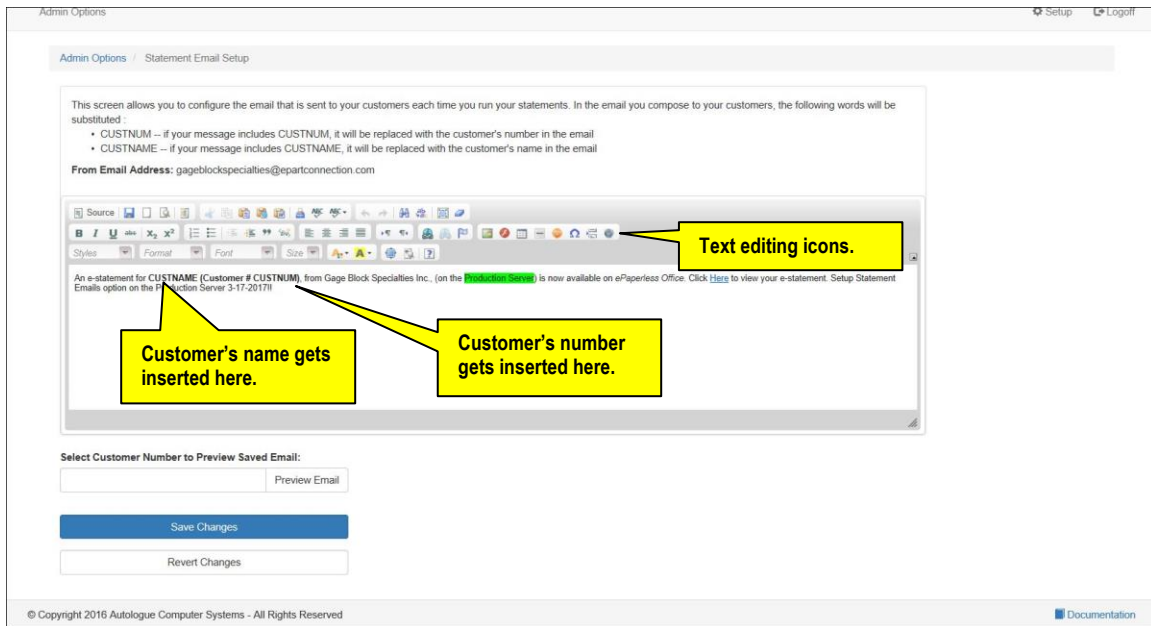 Admin Options
Setup Logoff
Admin Options / Statement Email Setup
This screen allows you to configure the email that is sent to your customers each time you run your statements. In the email you compose to your customers, the following words will be
substituted :
• CUSTNUM -- if your message includes CUSTNUM, it will be replaced with the customer's number in the email
• CUSTNAME -- if your message includes CUSTNAME, it will be replaced with the customer's name in the email
From Email Address: gageblockspecialties@epartconnection.com
Source
B I U abc X₂ X²
Styles Format Font Size A A
Text editing icons.
An e-statement for CUSTNAME (Customer # CUSTNUM), from Gage Block Specialties Inc., (on the Production Server) is now available on ePaperless Office. Click Here to view your e-statement. Setup Statement
Emails option on the Production Server 3-17-2017!!
Customer's name gets
inserted here.
Customer's number
gets inserted here.
Select Customer Number to Preview Saved Email:
Preview Email
Save Changes
Revert Changes
© Copyright 2016 Autologue Computer Systems - All Rights Reserved
Documentation